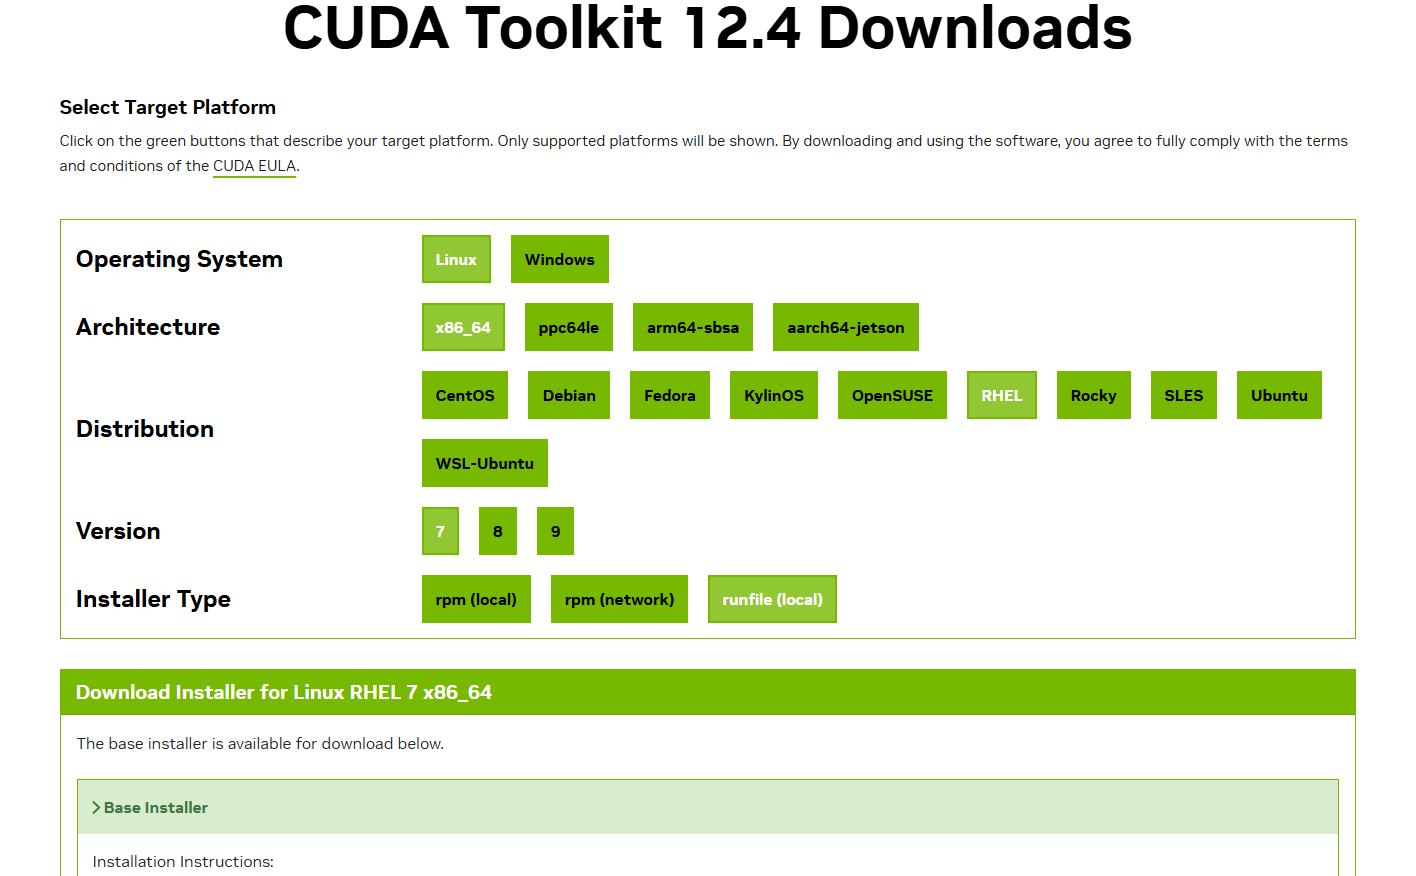 CUDA Toolkit 12.4 Downloads
Select Target Platform
Click on the green buttons that describe your target platform. Only supported platforms will be shown. By downloading and using the software, you agree to fully comply with the terms
and conditions of the CUDA EULA.
Operating System
Linux Windows
Architecture
x86_64 ppc64le arm64-sbsa aarch64-jetson
Distribution
CentOS Debian Fedora KylinOS OpenSUSE RHEL Rocky SLES Ubuntu
WSL-Ubuntu
Version
7 8 9
Installer Type
rpm (local) rpm (network) runfile (local)
Download Installer for Linux RHEL 7 x86_64
The base installer is available for download below.
Base Installer
Installation Instructions: